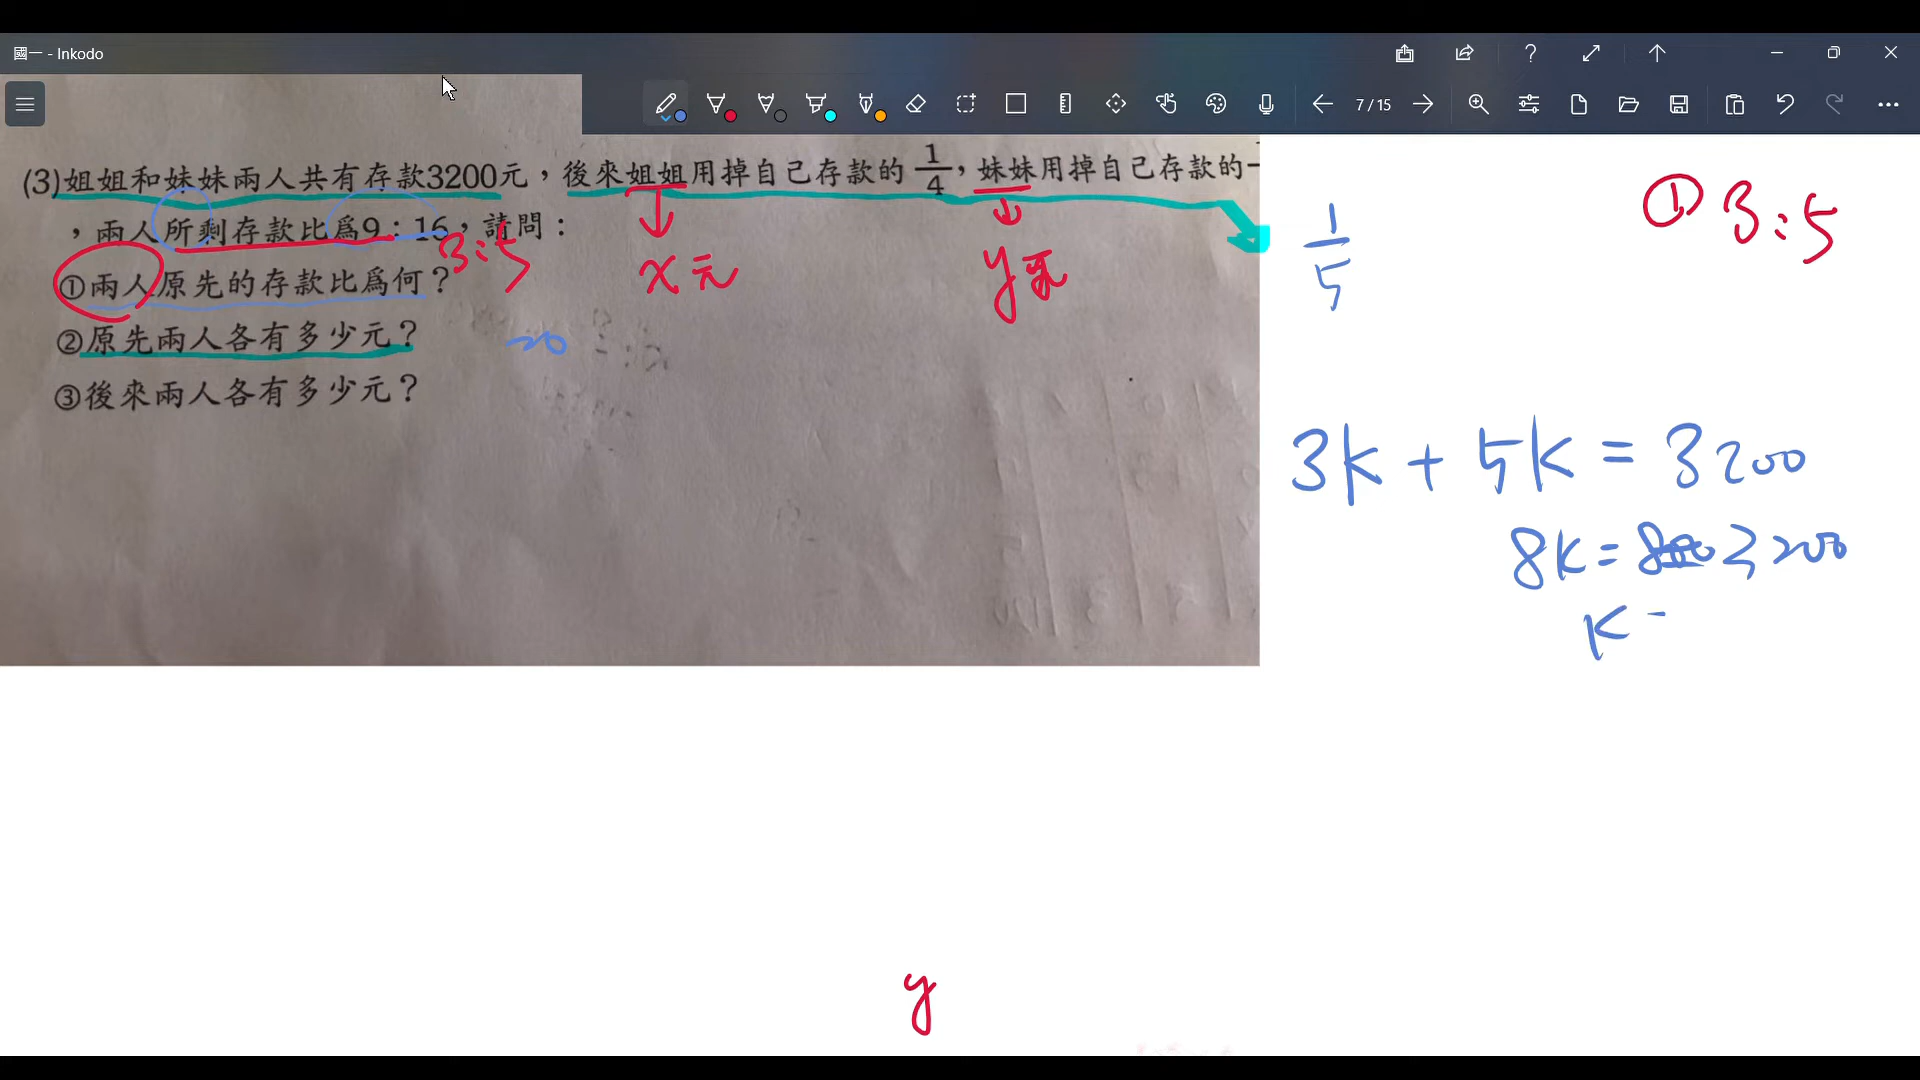 國一 - Inkodo
7 / 15
(3)姐姐和妹妹兩人共有存款3200元，後來姐姐用掉自己存款的1/4，妹妹用掉自己存款的
，兩人所剩存款比爲9：16，請問：
①兩人原先的存款比爲何？
3:5
②原先兩人各有多少元？
③後來兩人各有多少元？
x元
y元
20
1/5
① 3:5
3k + 5k = 3200
8k = 3200
k =
y